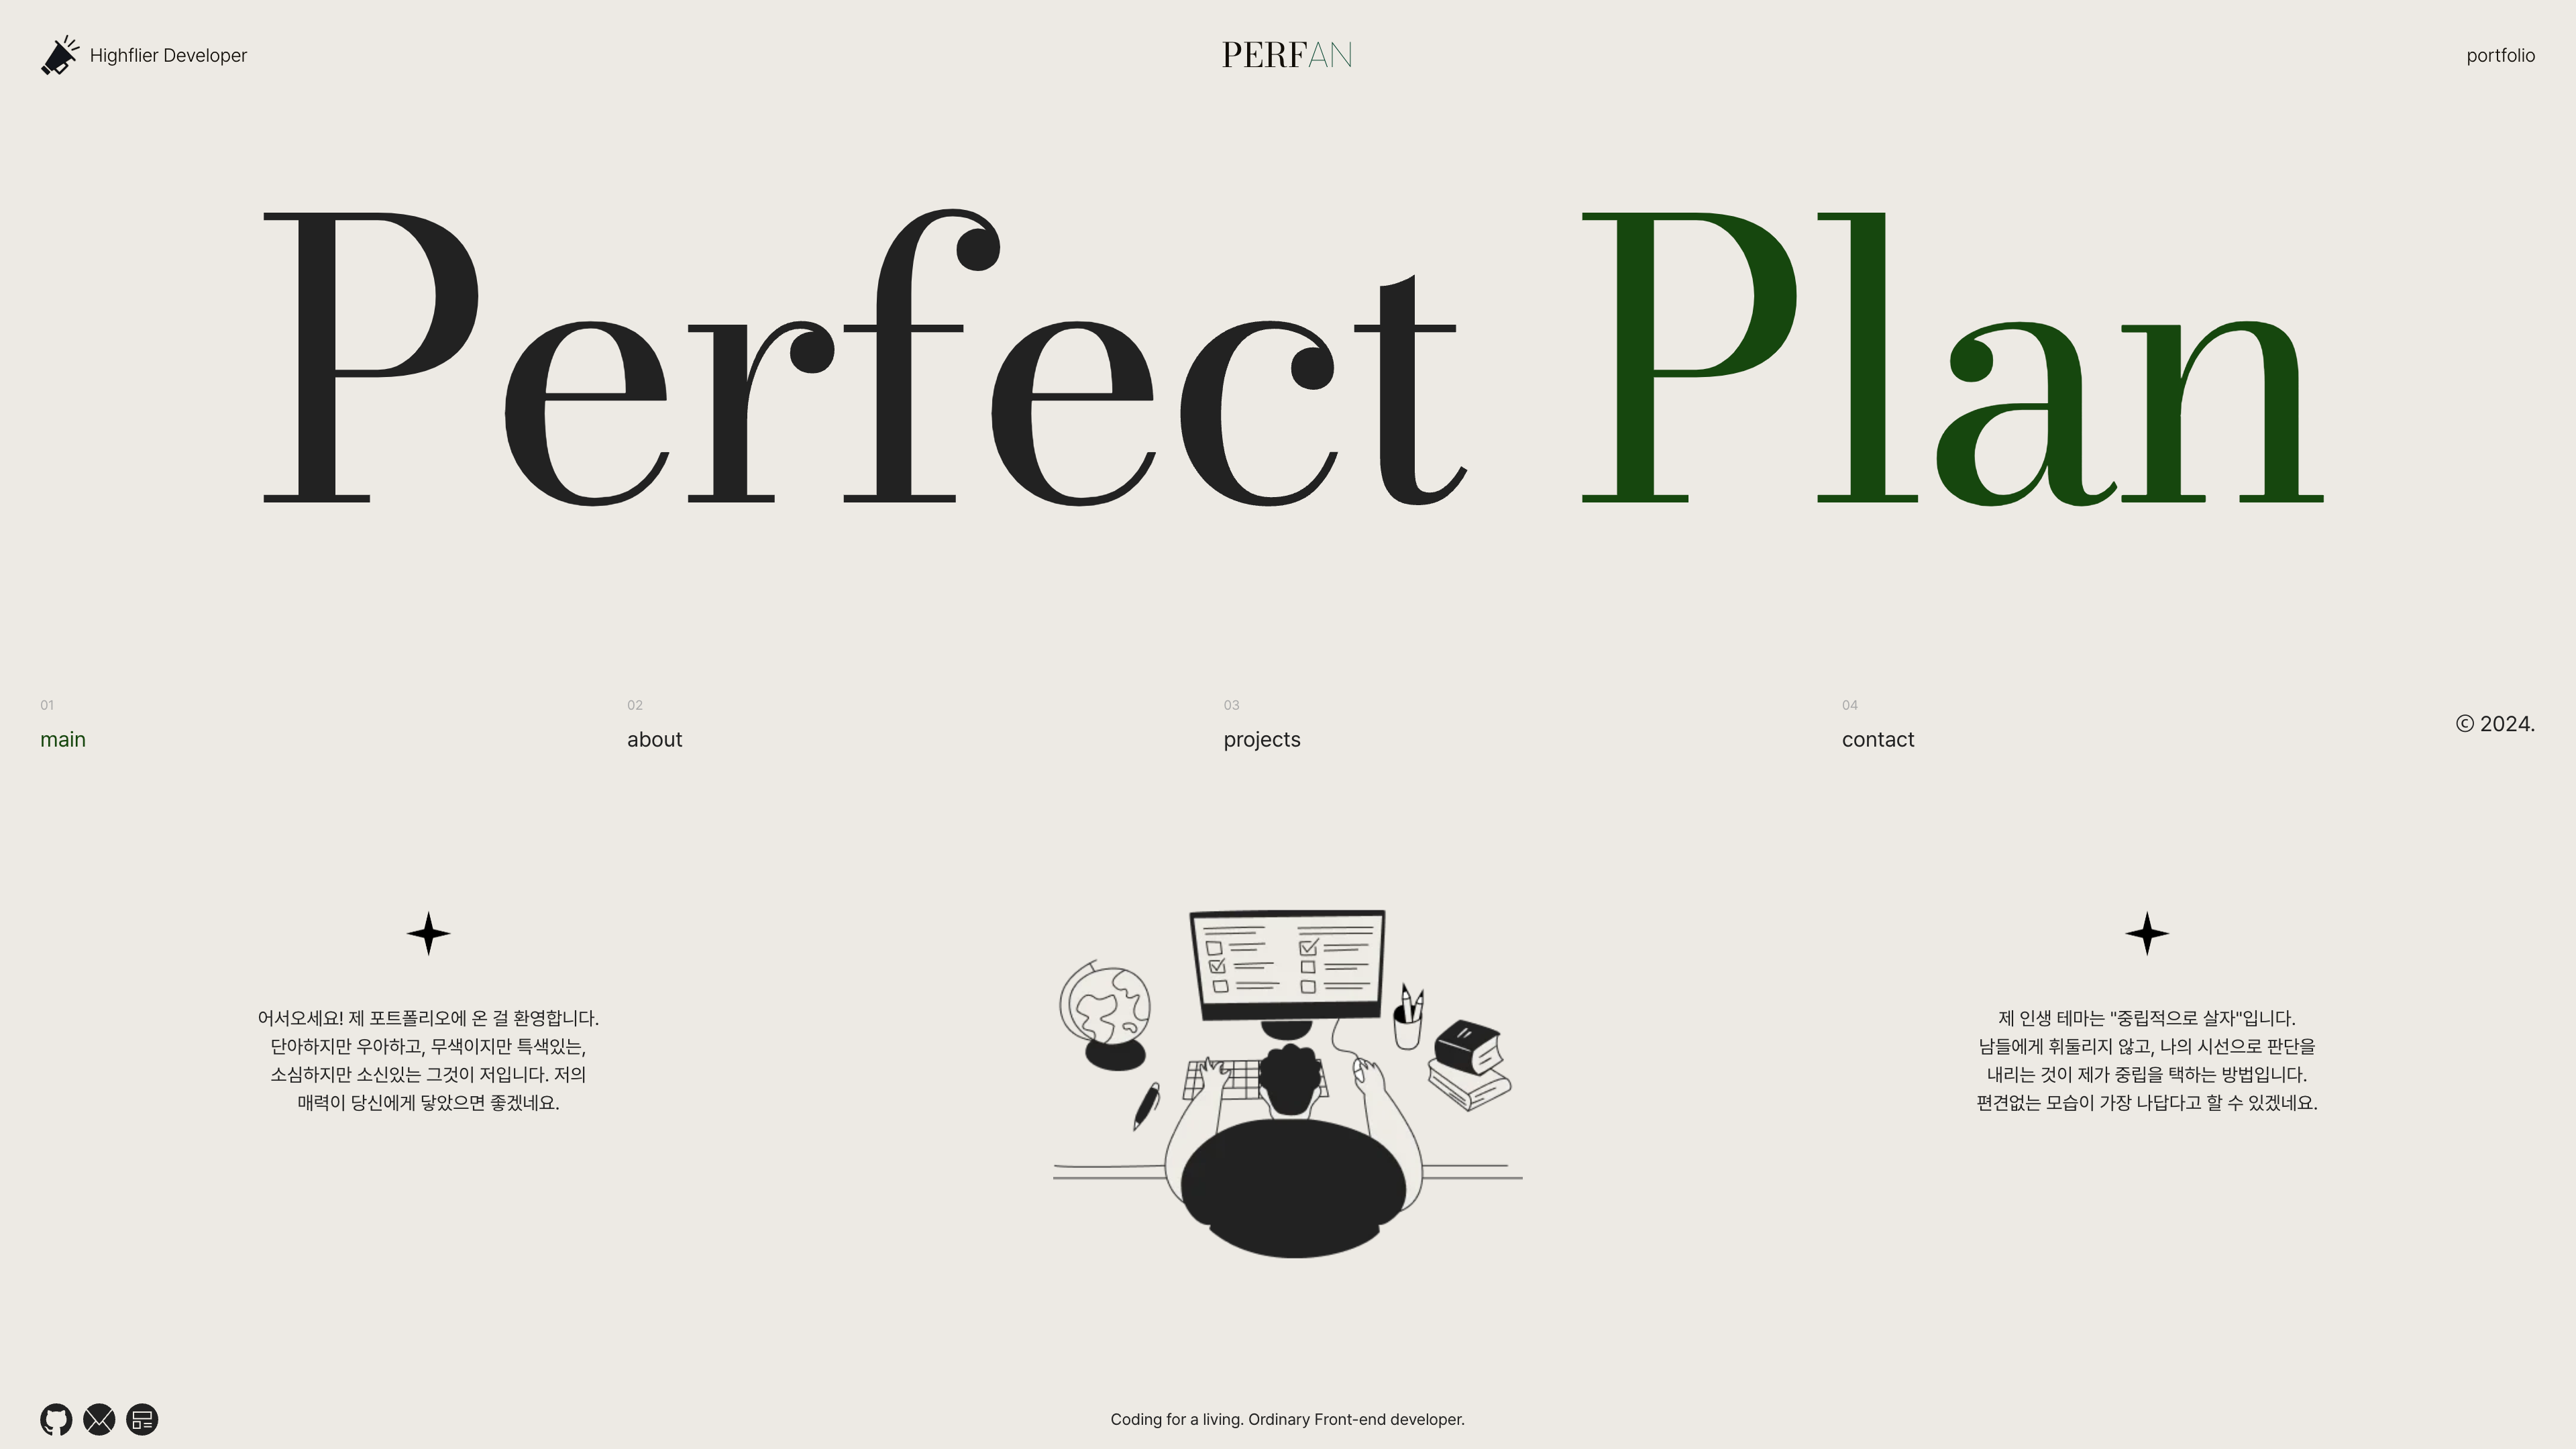 Highflier Developer
PERFAN
portfolio
Perfect Plan
01
main
02
about
03
projects
04
contact
© 2024.
어서오세요! 제 포트폴리오에 온 걸 환영합니다.
단아하지만 우아하고, 무색이지만 특색있는,
소심하지만 소신있는 그것이 저입니다. 저의
매력이 당신에게 닿았으면 좋겠네요.
제 인생 테마는 "중립적으로 살자"입니다.
남들에게 휘둘리지 않고, 나의 시선으로 판단을
내리는 것이 제가 중립을 택하는 방법입니다.
편견없는 모습이 가장 나답다고 할 수 있겠네요.
Coding for a living. Ordinary Front-end developer.